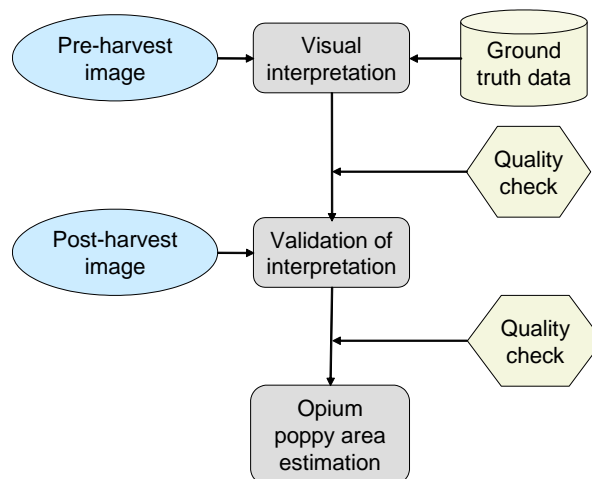 Pre-harvest
image
Visual
interpretation
Ground
truth data
Quality
check
Post-harvest
image
Validation of
interpretation
Quality
check
Opium
poppy area
estimation